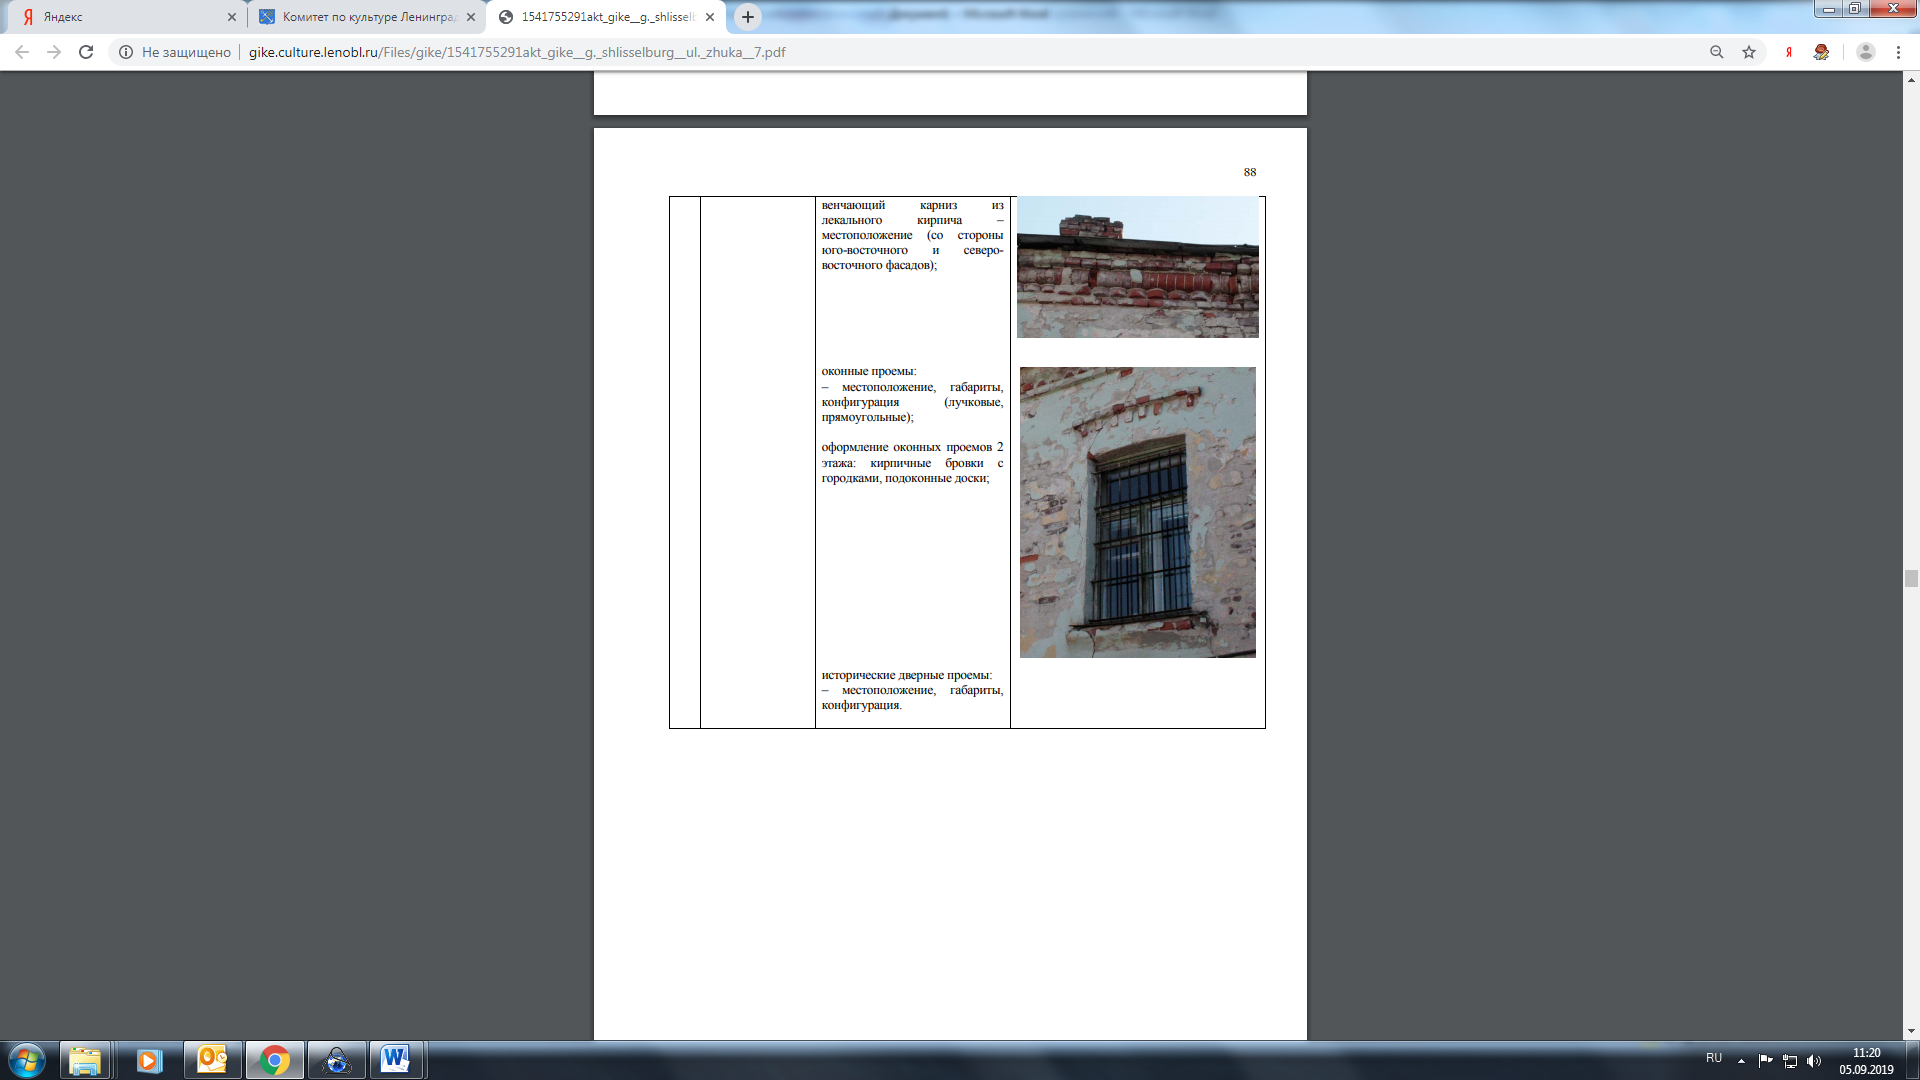 Яндекс
Комитет по культуре Ленингра
1541755291akt_gike__g._shlissel
Не защищено
gike.culture.lenobl.ru/Files/gike/1541755291akt_gike__g._shlisselburg__ul._zhuka__7.pdf
88
венчающий карниз из
лекального кирпича –
местоположение (со стороны
юго-восточного и северо-
восточного фасадов);
оконные проемы:
– местоположение, габариты,
конфигурация (лучковые,
прямоугольные);
оформление оконных проемов 2
этажа: кирпичные бровки с
городками, подоконные доски;
исторические дверные проемы:
– местоположение, габариты,
конфигурация.
RU
11:20
05.09.2019